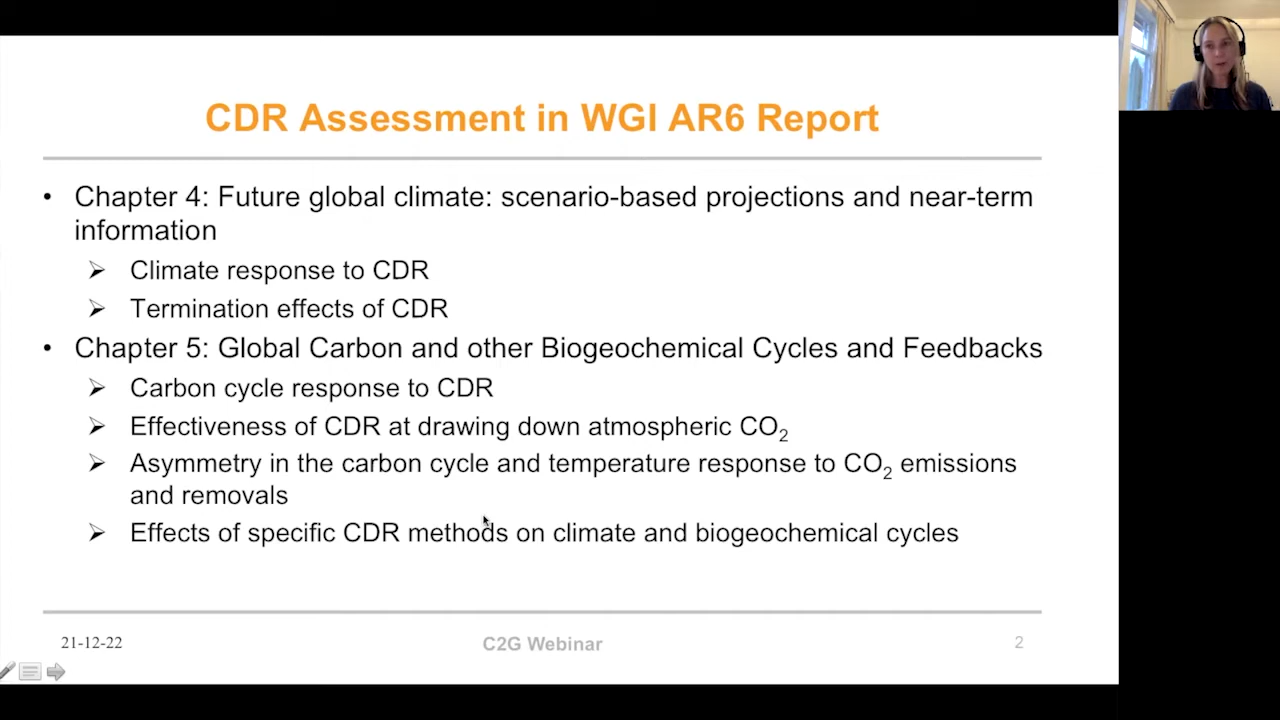 CDR Assessment in WGI AR6 Report
• Chapter 4: Future global climate: scenario-based projections and near-term
information
➢ Climate response to CDR
➢ Termination effects of CDR
• Chapter 5: Global Carbon and other Biogeochemical Cycles and Feedbacks
➢ Carbon cycle response to CDR
➢ Effectiveness of CDR at drawing down atmospheric CO₂
➢ Asymmetry in the carbon cycle and temperature response to CO₂ emissions
and removals
➢ Effects of specific CDR methods on climate and biogeochemical cycles
21-12-22
C2G Webinar
2